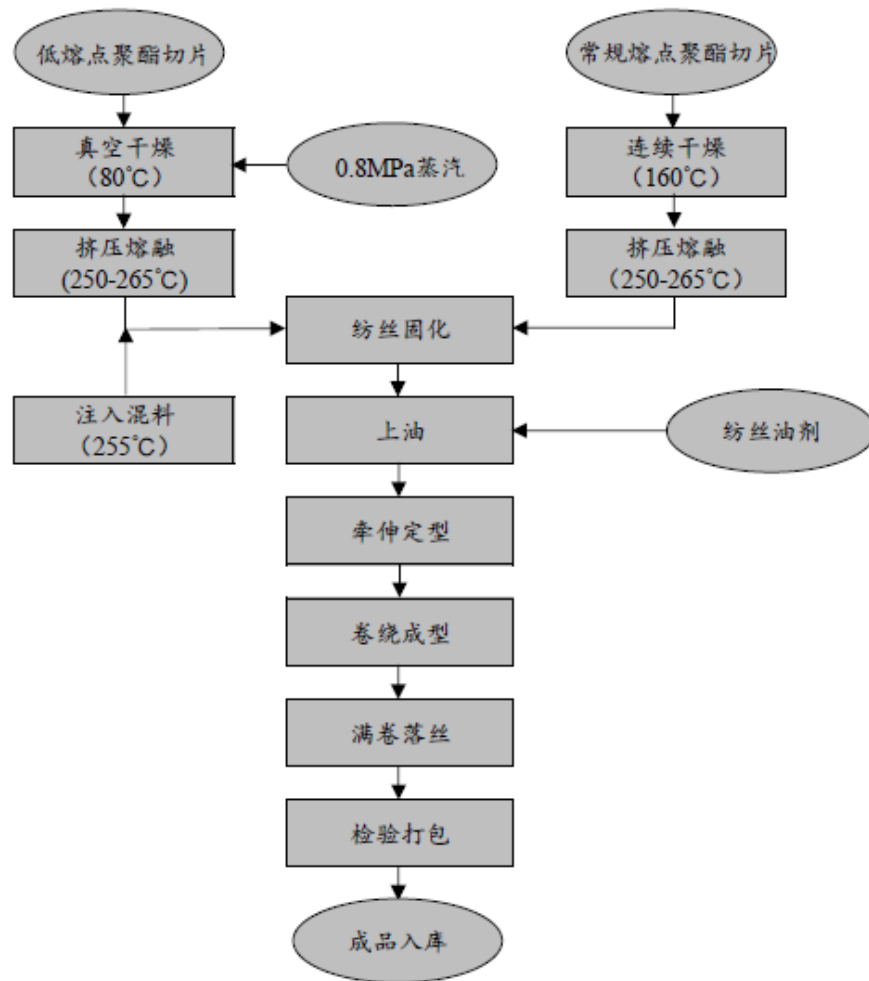 低熔点聚酯切片
常规熔点聚酯切片
真空干燥
（80℃）
0.8MPa蒸汽
连续干燥
（160℃）
挤压熔融
(250-265℃)
挤压熔融
（250-265℃）
纺丝固化
注入混料
（255℃）
上油
纺丝油剂
牵伸定型
卷绕成型
满卷落丝
检验打包
成品入库